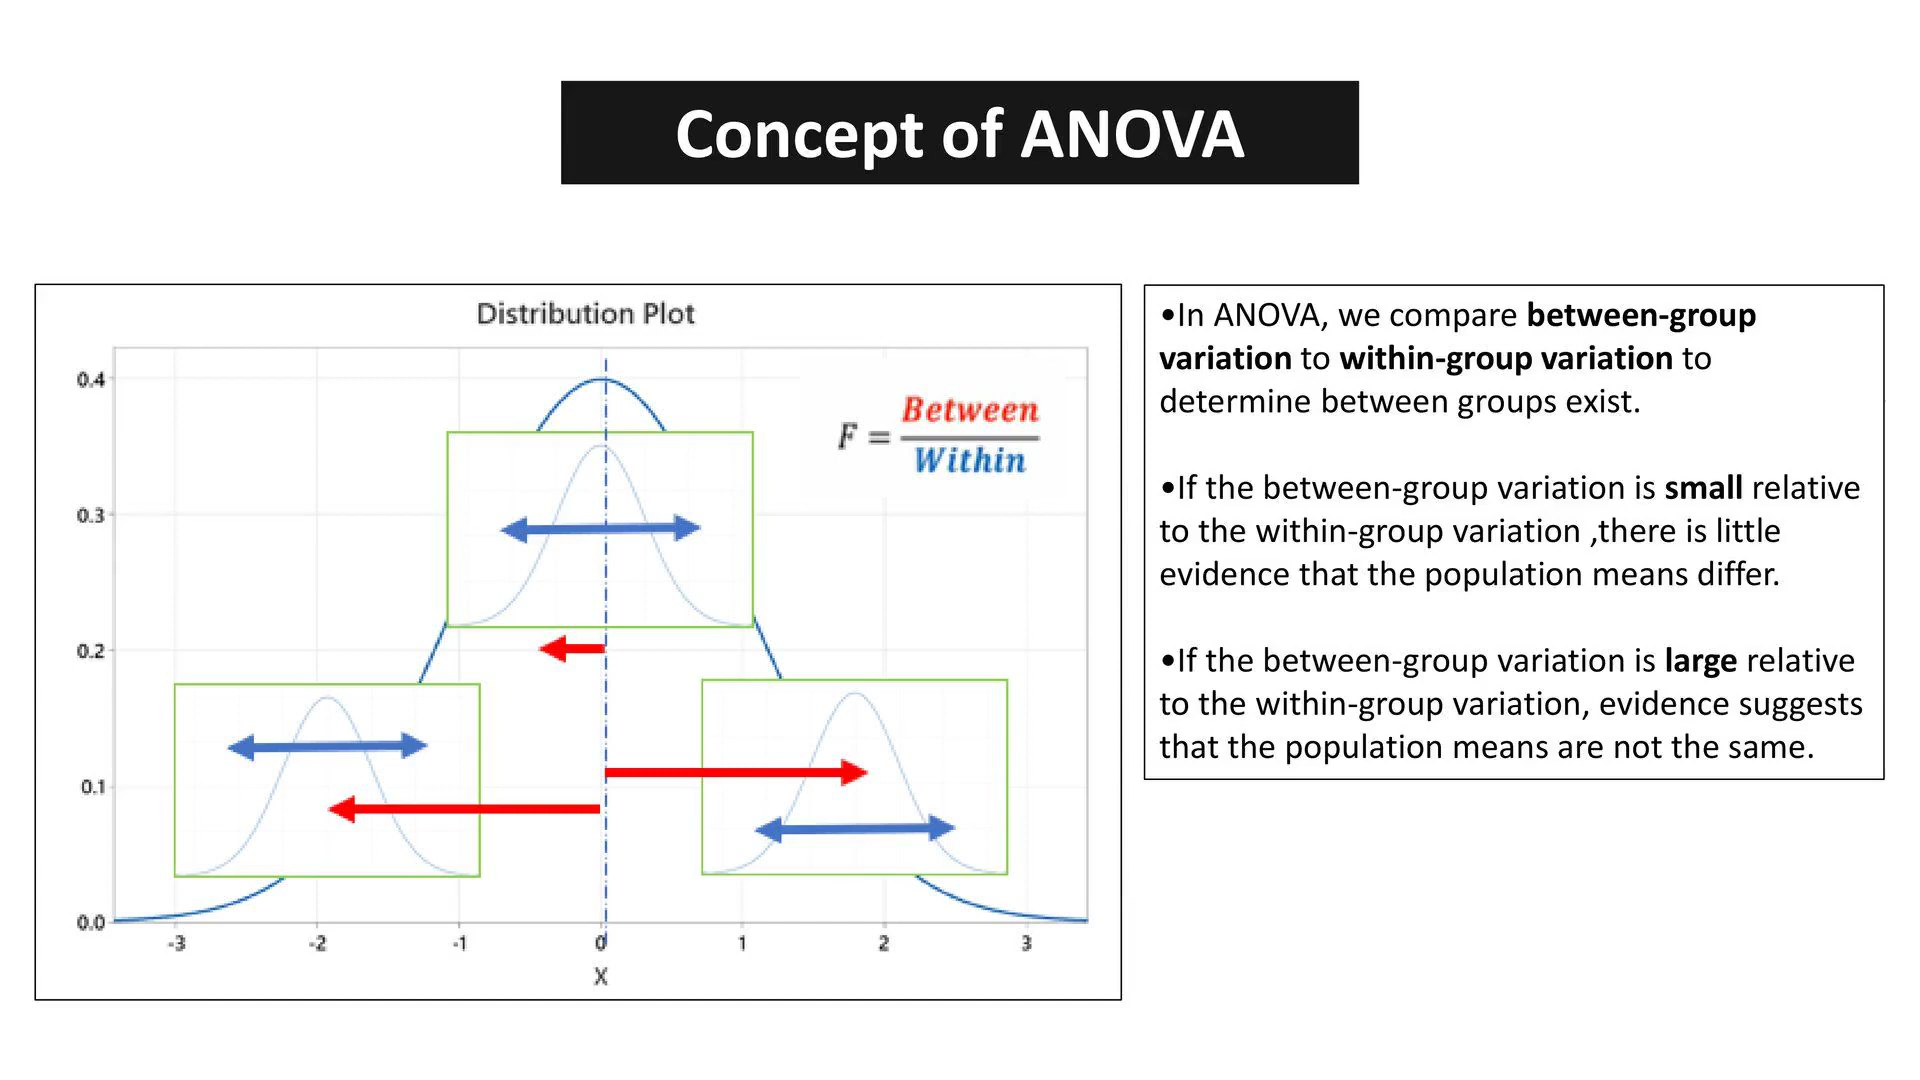 Concept of ANOVA
Distribution Plot
0.4
0.3
0.2
0.1
0.0
-3 -2 -1 0 1 2 3
X
F = Between
Within
•In ANOVA, we compare between-group
variation to within-group variation to
determine between groups exist.
•If the between-group variation is small relative
to the within-group variation ,there is little
evidence that the population means differ.
•If the between-group variation is large relative
to the within-group variation, evidence suggests
that the population means are not the same.